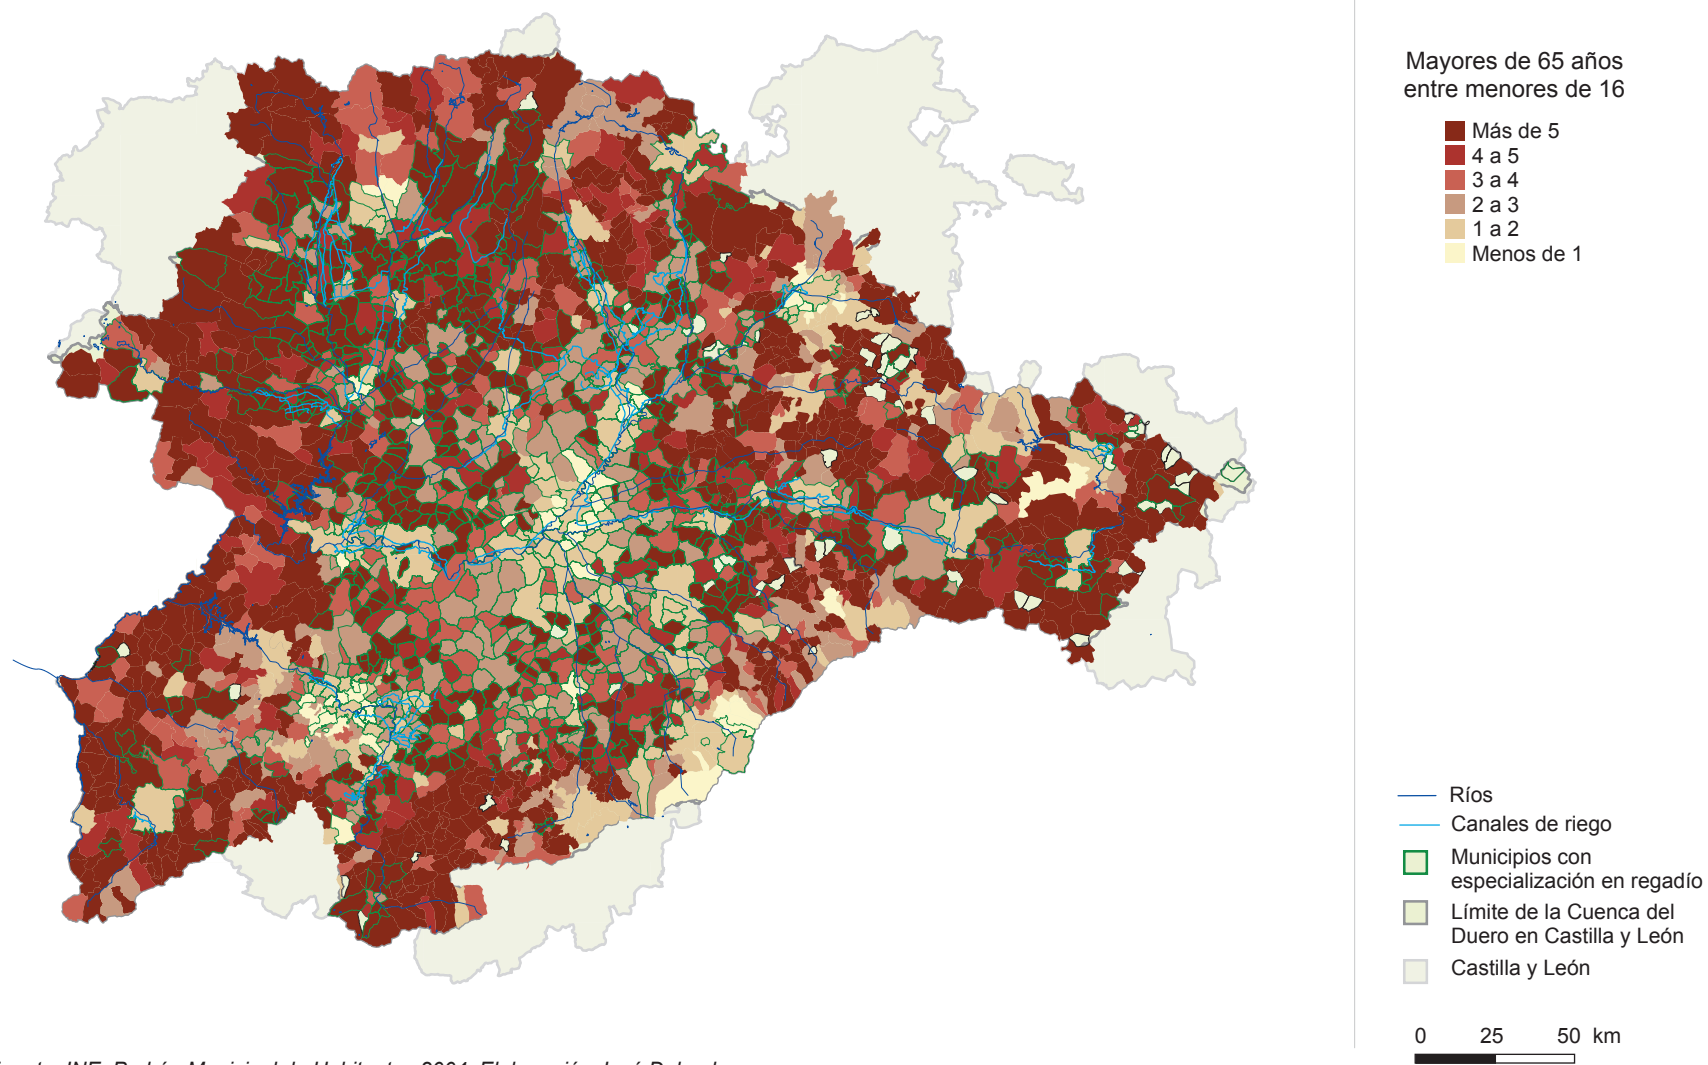 Mayores de 65 años
entre menores de 16
Más de 5
4 a 5
3 a 4
2 a 3
1 a 2
Menos de 1
Ríos
Canales de riego
Municipios con
especialización en regadío
Límite de la Cuenca del
Duero en Castilla y León
Castilla y León
0 25 50 km